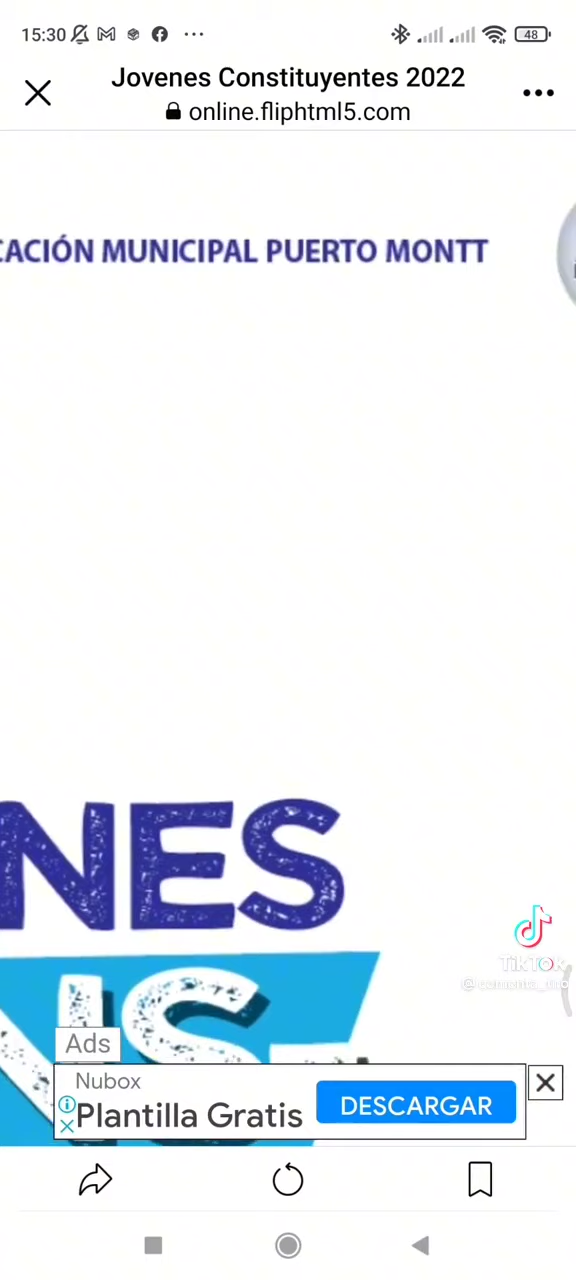 15:30
48
Jovenes Constituyentes 2022
online.fliphtml5.com
CACIÓN MUNICIPAL PUERTO MONTT
NES
NS
TikTok
Ads
Nubox
Plantilla Gratis
DESCARGAR